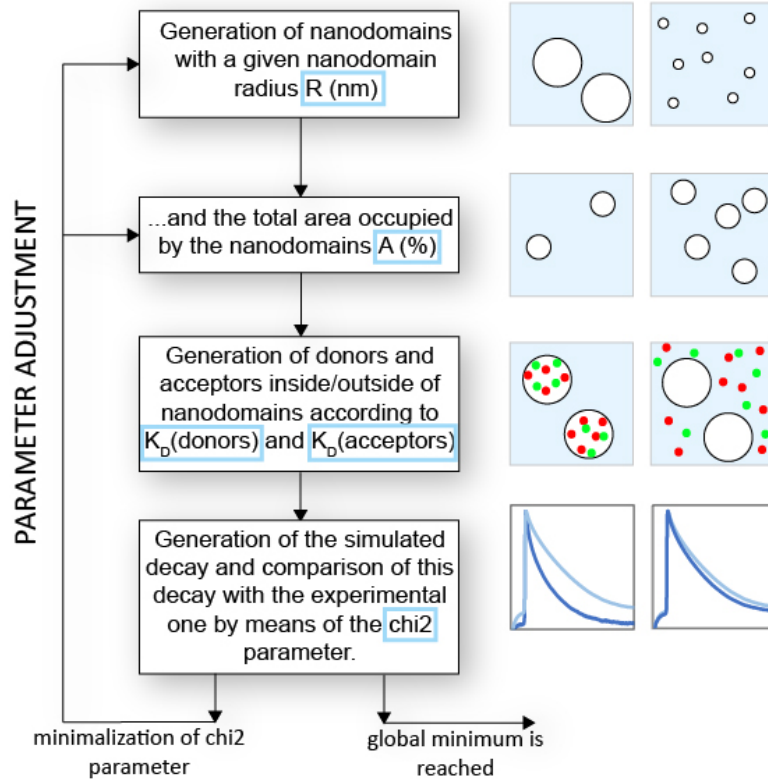 Generation of nanodomains
with a given nanodomain
radius R (nm)
PARAMETER ADJUSTMENT
...and the total area occupied
by the nanodomains A (%)
Generation of donors and
acceptors inside/outside of
nanodomains according to
K_D(donors) and K_D(acceptors)
Generation of the simulated
decay and comparison of this
decay with the experimental
one by means of the chi2
parameter.
minimalization of chi2
parameter
global minimum is
reached